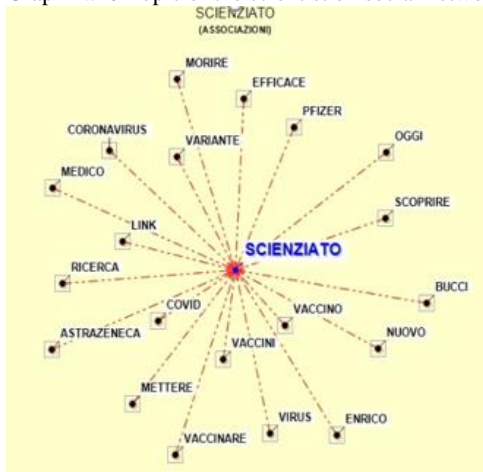 SCIENZIATO
(ASSOCIAZIONI)
MORIRE
EFFICACE
PFIZER
CORONAVIRUS
VARIANTE
OGGI
MEDICO
SCOPRIRE
LINK
SCIENZIATO
RICERCA
BUCCI
COVID
VACCINO
ASTRAZENECA
VACCINI
NUOVO
METTERE
VIRUS
ENRICO
VACCINARE